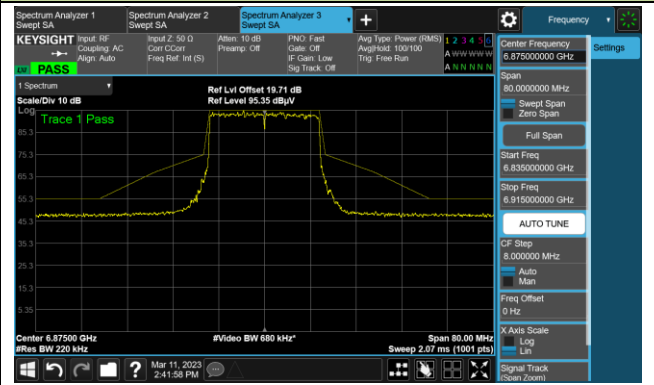 Spectrum Analyzer 1
Swept SA
Spectrum Analyzer 2
Swept SA
Spectrum Analyzer 3
Swept SA
+
Frequency
KEYSIGHT
Input: RF
Coupling: AC
Align: Auto
Input Z: 50 Ω
Corr CCorr
Freq Ref: Int (S)
Atten: 10 dB
Preamp: Off
PNO: Fast
Gate: Off
IF Gain: Low
Sig Track: Off
Avg Type: Power (RMS)
Avg|Hold: 100/100
Trig: Free Run
1 2 3 4 5 6
A W W W W W
A N N N N N
PASS
1 Spectrum
Scale/Div 10 dB
Ref Lvl Offset 19.71 dB
Ref Level 95.35 dBµV
Log
Trace 1 Pass
85.3
75.3
65.3
55.3
45.3
35.3
25.3
15.3
5.35
Center 6.87500 GHz
#Res BW 220 kHz
#Video BW 680 kHz*
Span 80.00 MHz
Sweep 2.07 ms (1001 pts)
Center Frequency
6.875000000 GHz
Settings
Span
80.0000000 MHz
Swept Span
Zero Span
Full Span
Start Freq
6.835000000 GHz
Stop Freq
6.915000000 GHz
AUTO TUNE
CF Step
8.000000 MHz
Auto
Man
Freq Offset
0 Hz
X Axis Scale
Log
Lin
Signal Track
(Span Zoom)
?
Mar 11, 2023
2:41:58 PM